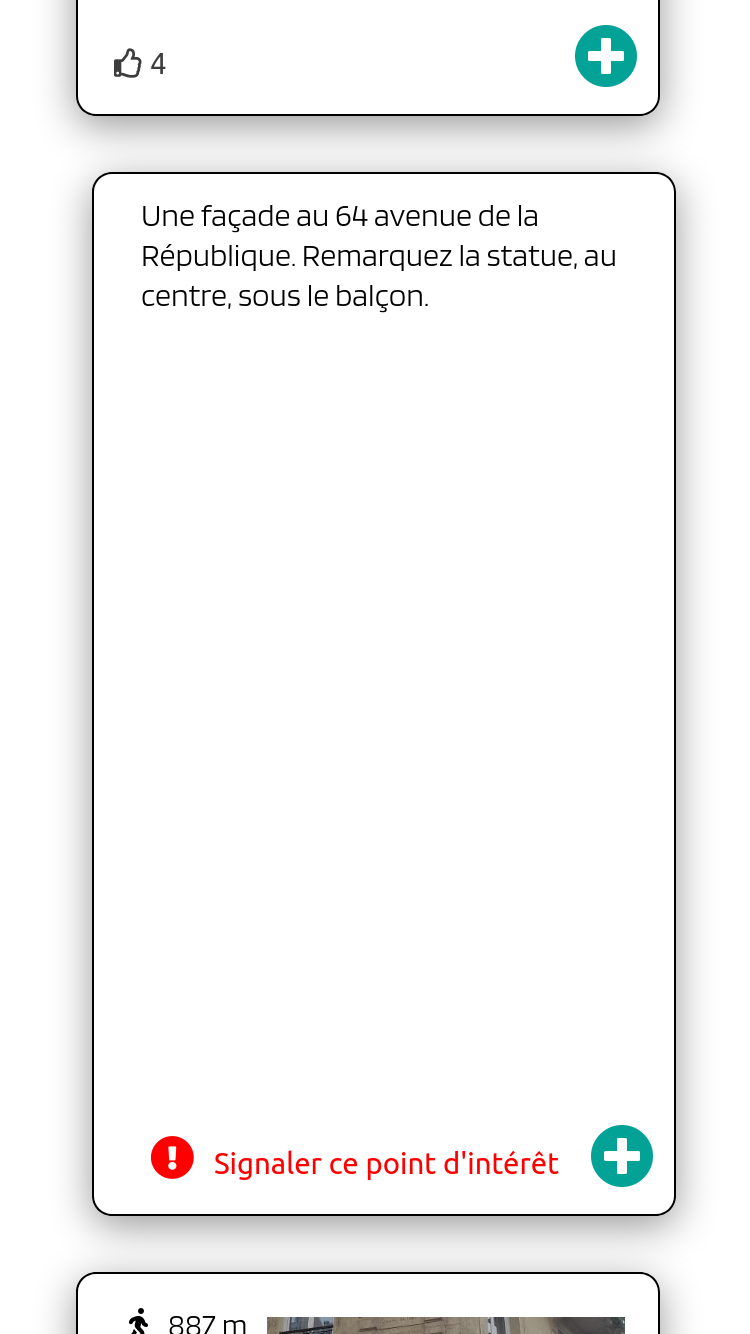 4
Une façade au 64 avenue de la
République. Remarquez la statue, au
centre, sous le balçon.
Signaler ce point d'intérêt
887 m